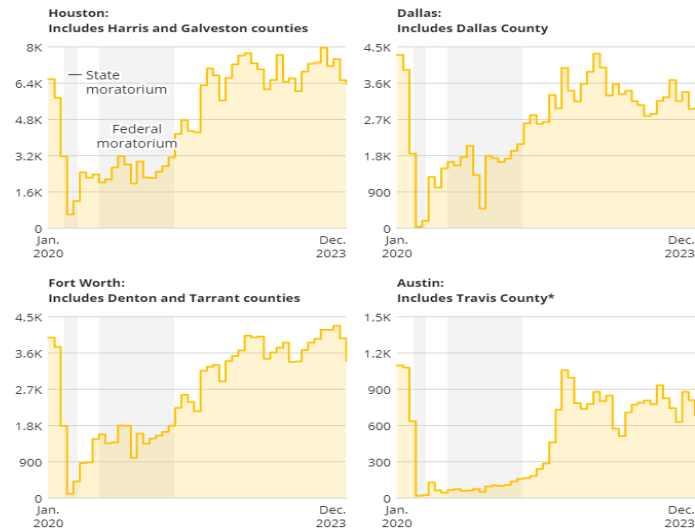 Houston:
Includes Harris and Galveston counties
8K
6.4K
4.8K
3.2K
1.6K
0
State
moratorium
Federal
moratorium
Jan.
2020
Dec.
2023
Dallas:
Includes Dallas County
4.5K
3.6K
2.7K
1.8K
900
0
Jan.
2020
Dec.
2023
Fort Worth:
Includes Denton and Tarrant counties
4.5K
3.6K
2.7K
1.8K
900
0
Jan.
2020
Dec.
2023
Austin:
Includes Travis County*
1.5K
1.2K
900
600
300
0
Jan.
2020
Dec.
2023